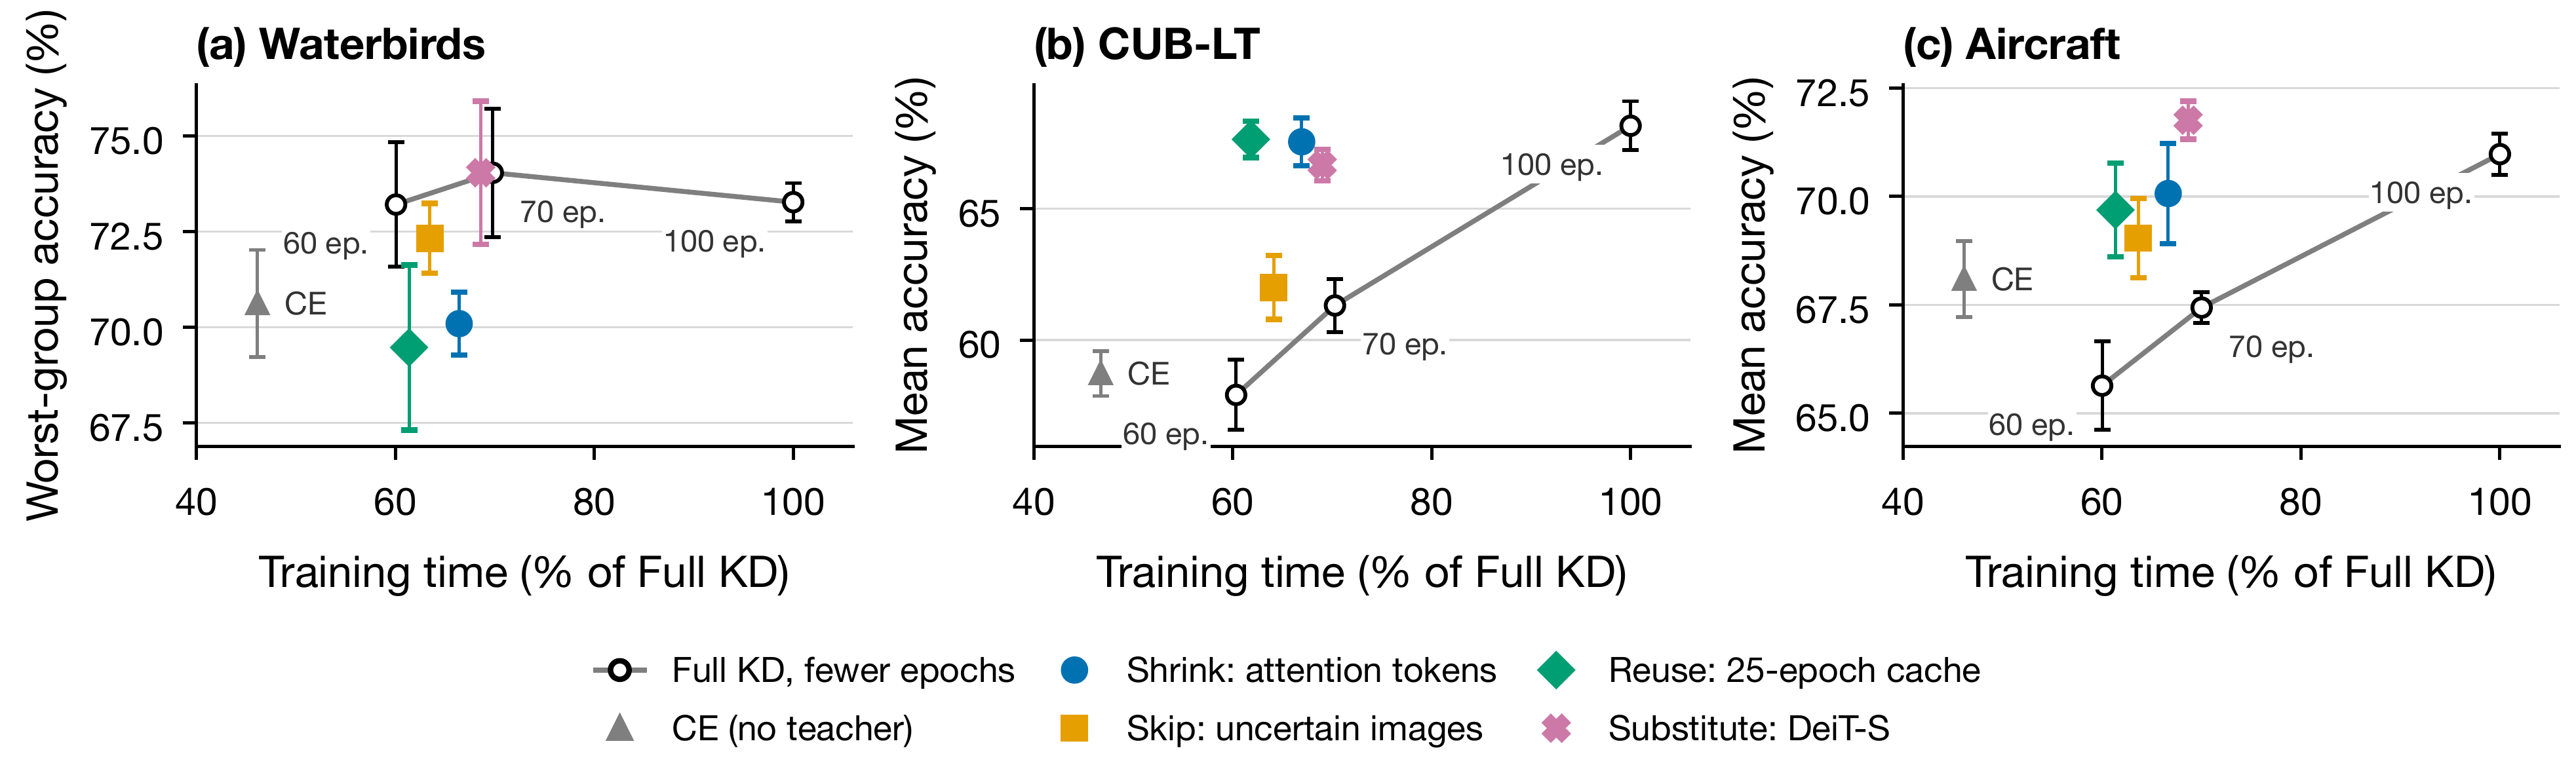 (a) Waterbirds
Worst-group accuracy (%)
75.0
72.5
70.0
67.5
60 ep.
70 ep.
100 ep.
CE
40 60 80 100
Training time (% of Full KD)
(b) CUB-LT
Mean accuracy (%)
65
60
100 ep.
70 ep.
CE
60 ep.
40 60 80 100
Training time (% of Full KD)
(c) Aircraft
Mean accuracy (%)
72.5
70.0
67.5
65.0
100 ep.
CE
70 ep.
60 ep.
40 60 80 100
Training time (% of Full KD)
Full KD, fewer epochs
CE (no teacher)
Shrink: attention tokens
Skip: uncertain images
Reuse: 25-epoch cache
Substitute: DeiT-S